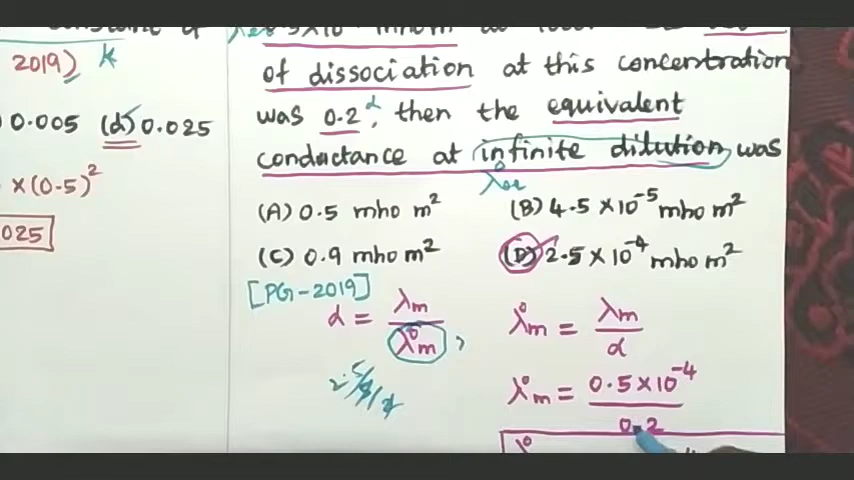 2019) K
0.005 (d) 0.025
× (0.5)²
025
of dissociation at this concerstration
was 0.2 α, then the equivalent
conductance at infinite dilution was
(A) 0.5 mho m²
(B) 4.5 × 10⁻⁵ mho m²
(C) 0.9 mho m²
(D) 2.5 × 10⁻⁴ mho m²
[PG-2019]
α = λm / λ°m ,
λ°m = λm / α
λ°m = 0.5 × 10⁻⁴ / 0.2